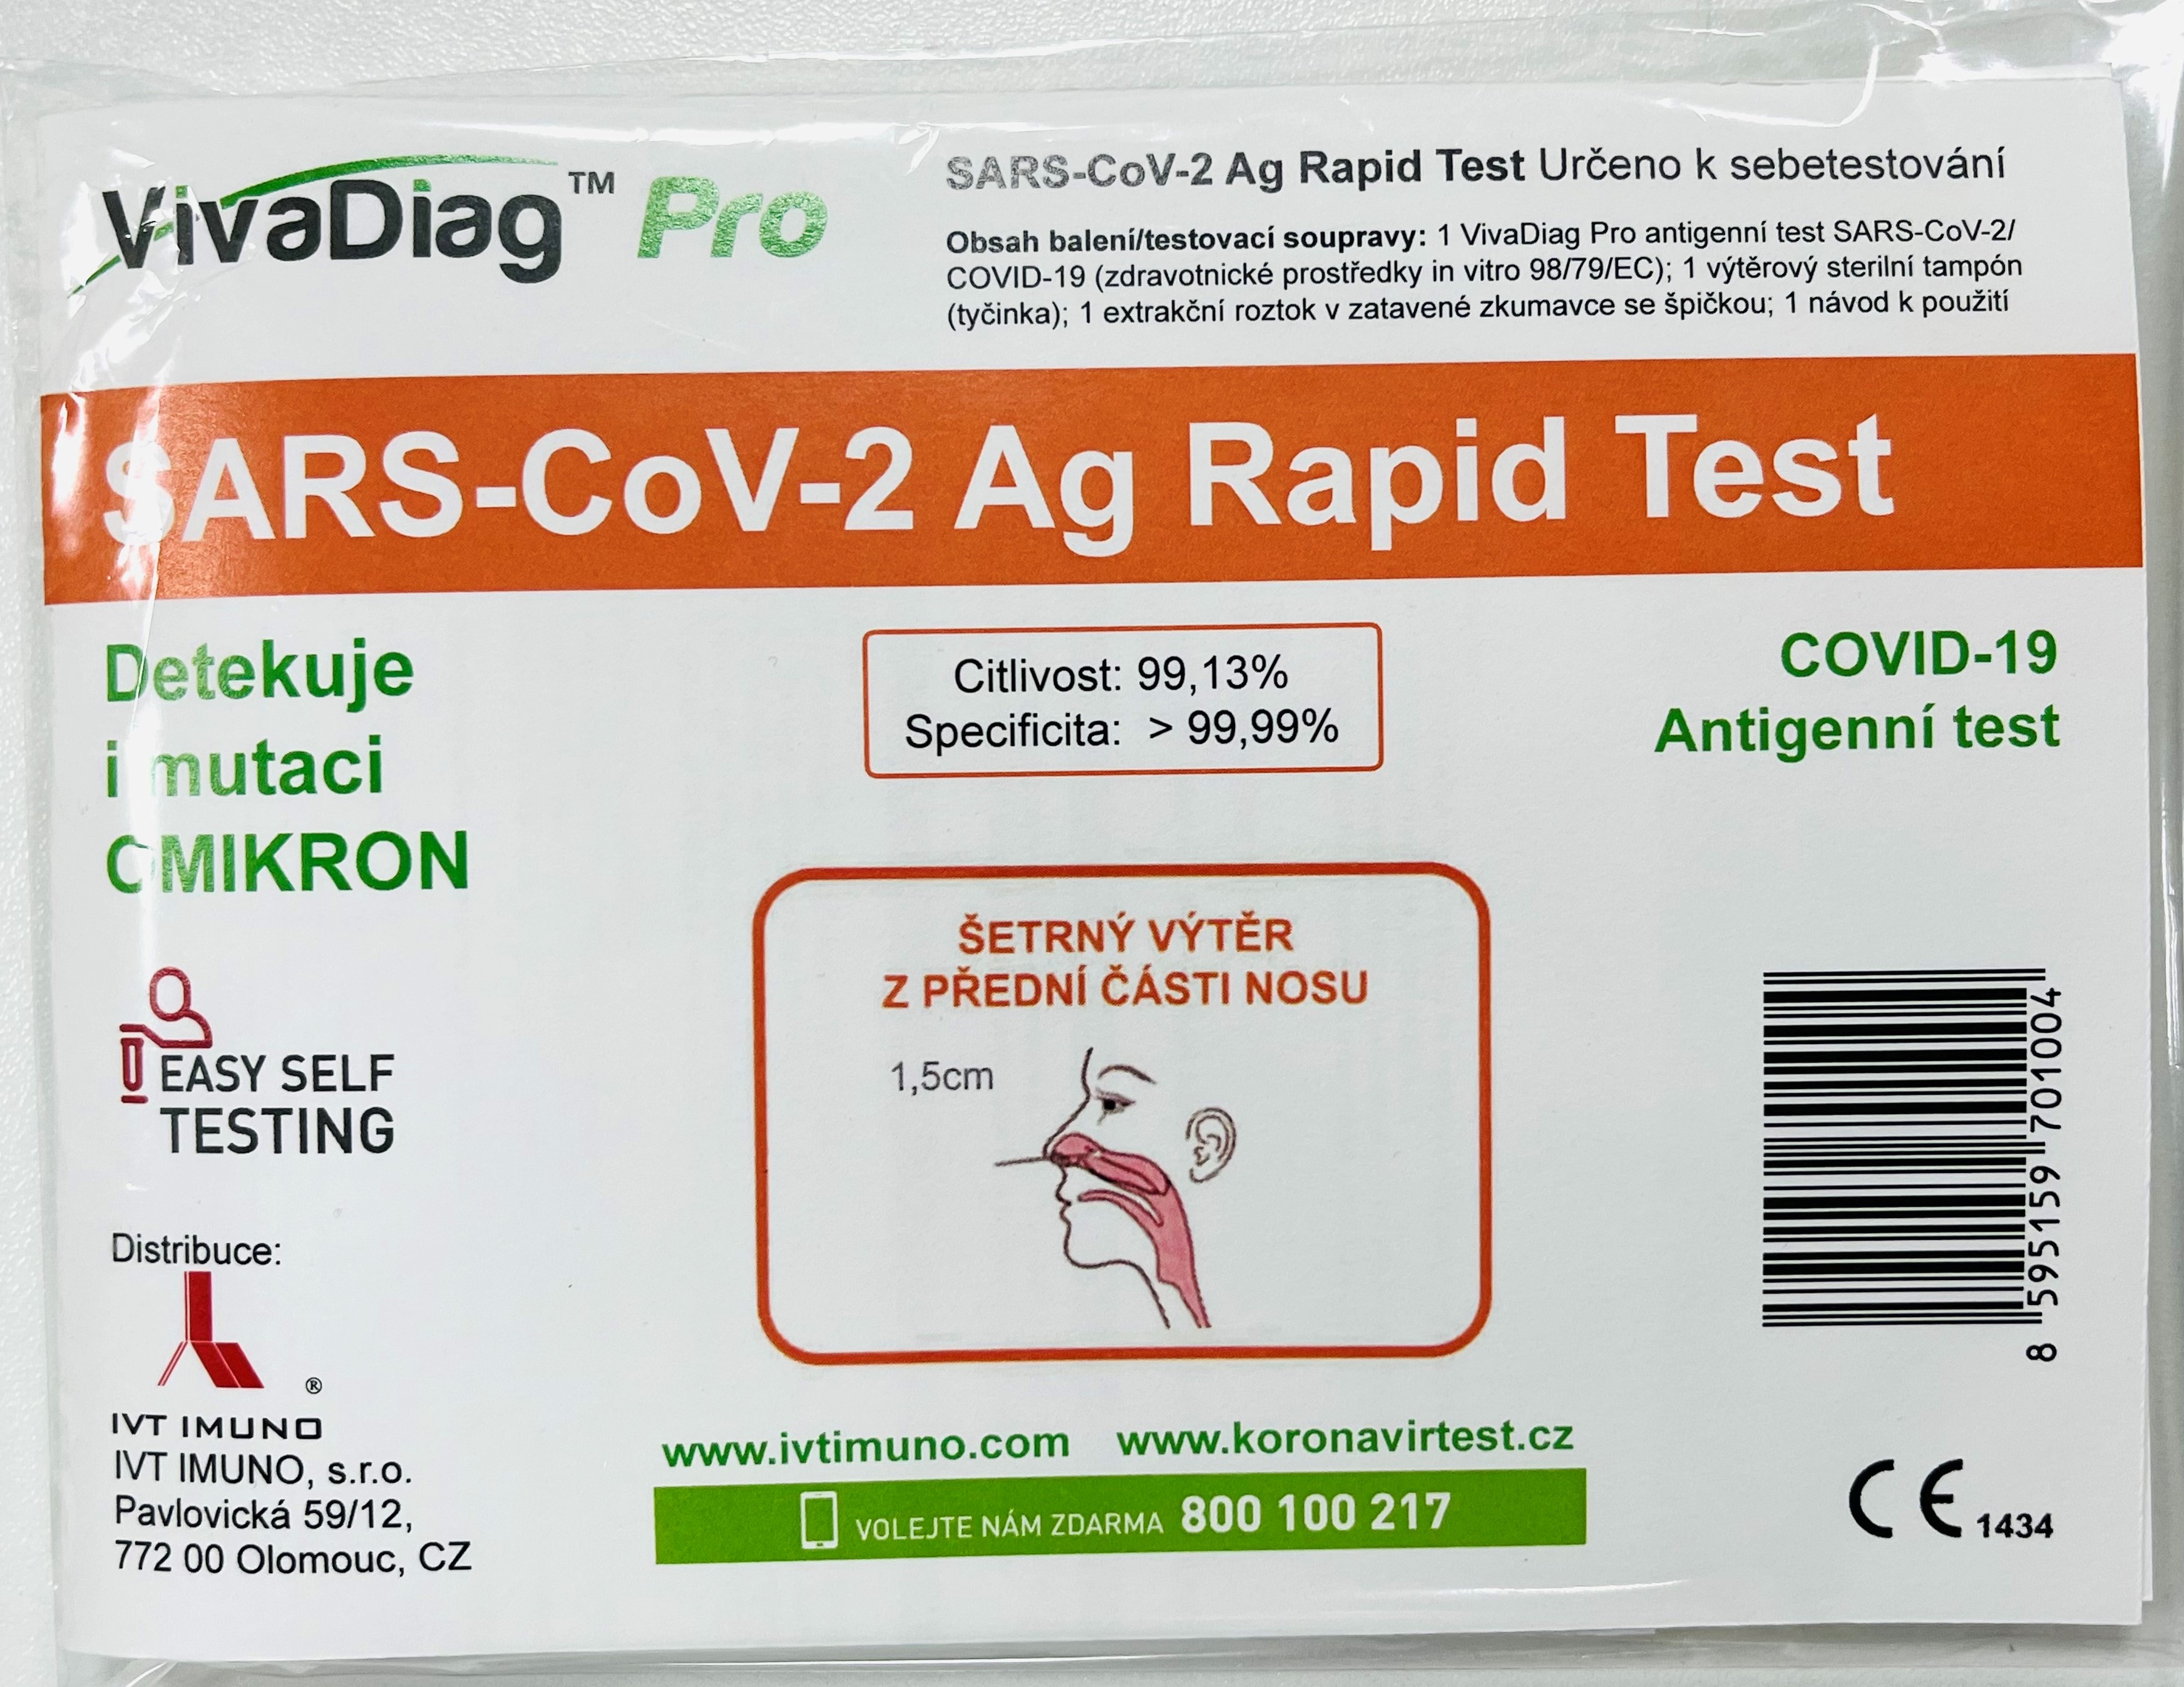 VivaDiag™ Pro
SARS-CoV-2 Ag Rapid Test Určeno k sebetestování
Obsah balení/testovací soupravy: 1 VivaDiag Pro antigenní test SARS-CoV-2/
COVID-19 (zdravotnické prostředky in vitro 98/79/EC); 1 výtěrový sterilní tampón
(tyčinka); 1 extrakční roztok v zatavené zkumavce se špičkou; 1 návod k použití
SARS-CoV-2 Ag Rapid Test
Detekuje
i mutaci
OMIKRON
Citlivost: 99,13%
Specificita: > 99,99%
COVID-19
Antigenní test
ŠETRNÝ VÝTĚR
Z PŘEDNÍ ČÁSTI NOSU
1,5cm
EASY SELF
TESTING
Distribuce:
®
IVT IMUNO
IVT IMUNO, s.r.o.
Pavlovická 59/12,
772 00 Olomouc, CZ
www.ivtimuno.com www.koronavirtest.cz
VOLEJTE NÁM ZDARMA 800 100 217
8 595159 701004
CE 1434